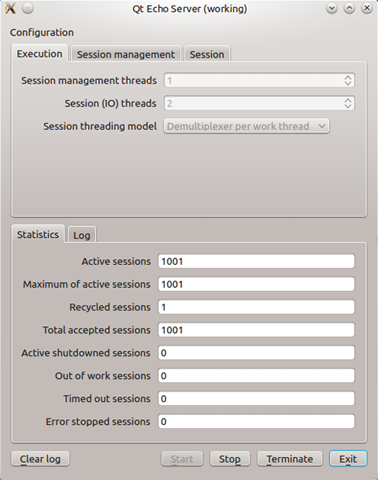 Qt Echo Server (working)
Configuration
Execution Session management Session
Session management threads 1
Session (IO) threads 2
Session threading model Demultiplexer per work thread
Statistics Log
Active sessions 1001
Maximum of active sessions 1001
Recycled sessions 1
Total accepted sessions 1001
Active shutdowned sessions 0
Out of work sessions 0
Timed out sessions 0
Error stopped sessions 0
Clear log Start Stop Terminate Exit